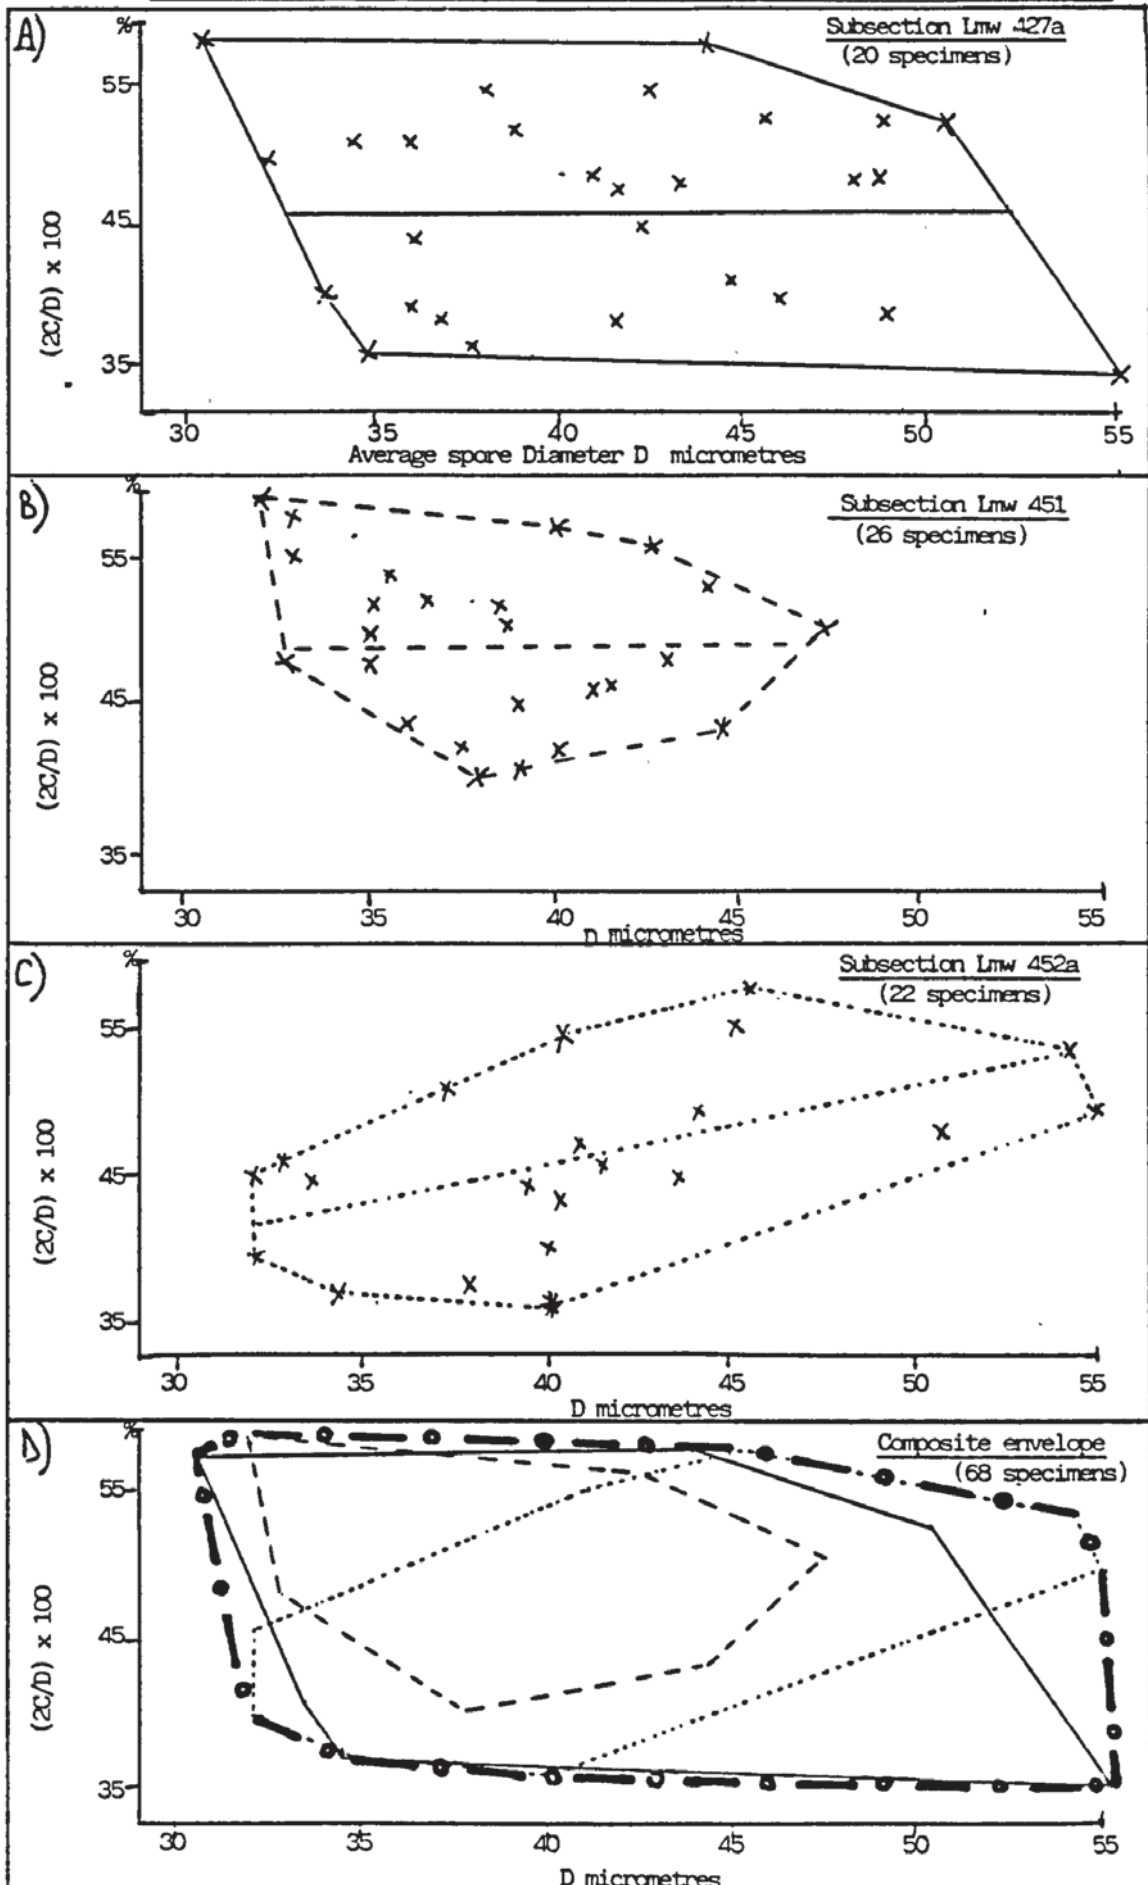 A)
%
Subsection Lmw 427a
(20 specimens)
55
45
35
(2C/D) x 100
30 35 40 45 50 55
Average spore Diameter D micrometres
B)
%
Subsection Lmw 451
(26 specimens)
55
45
35
(2C/D) x 100
30 35 40 45 50 55
D micrometres
C)
%
Subsection Lmw 452a
(22 specimens)
55
45
35
(2C/D) x 100
30 35 40 45 50 55
D micrometres
D)
%
Composite envelope
(68 specimens)
55
45
35
(2C/D) x 100
30 35 40 45 50 55
D micrometres